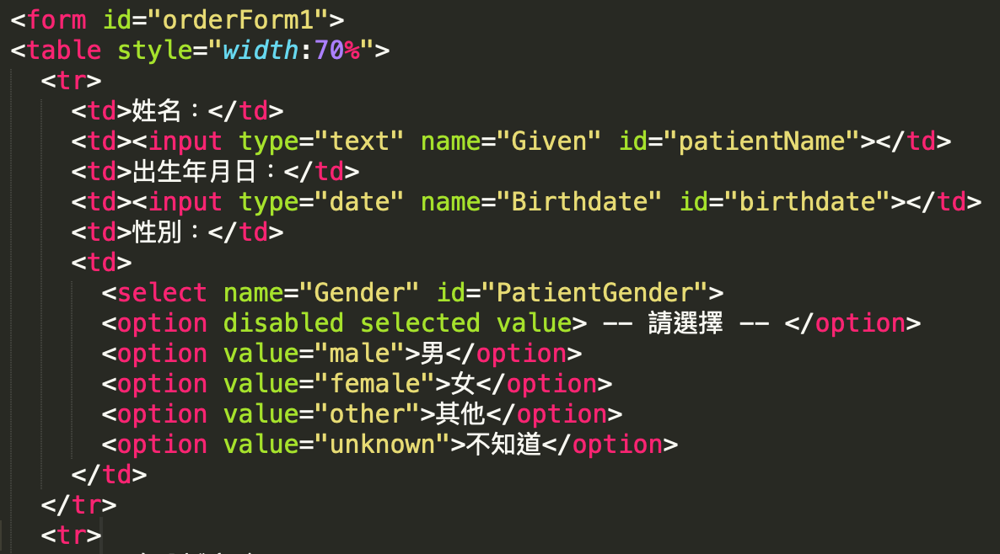 <form id="orderForm1">
<table style="width:70%">
<tr>
<td>姓名：</td>
<td><input type="text" name="Given" id="patientName"></td>
<td>出生年月日：</td>
<td><input type="date" name="Birthdate" id="birthdate"></td>
<td>性別：</td>
<td>
<select name="Gender" id="PatientGender">
<option disabled selected value> -- 請選擇 -- </option>
<option value="male">男</option>
<option value="female">女</option>
<option value="other">其他</option>
<option value="unknown">不知道</option>
</td>
</tr>
<tr>